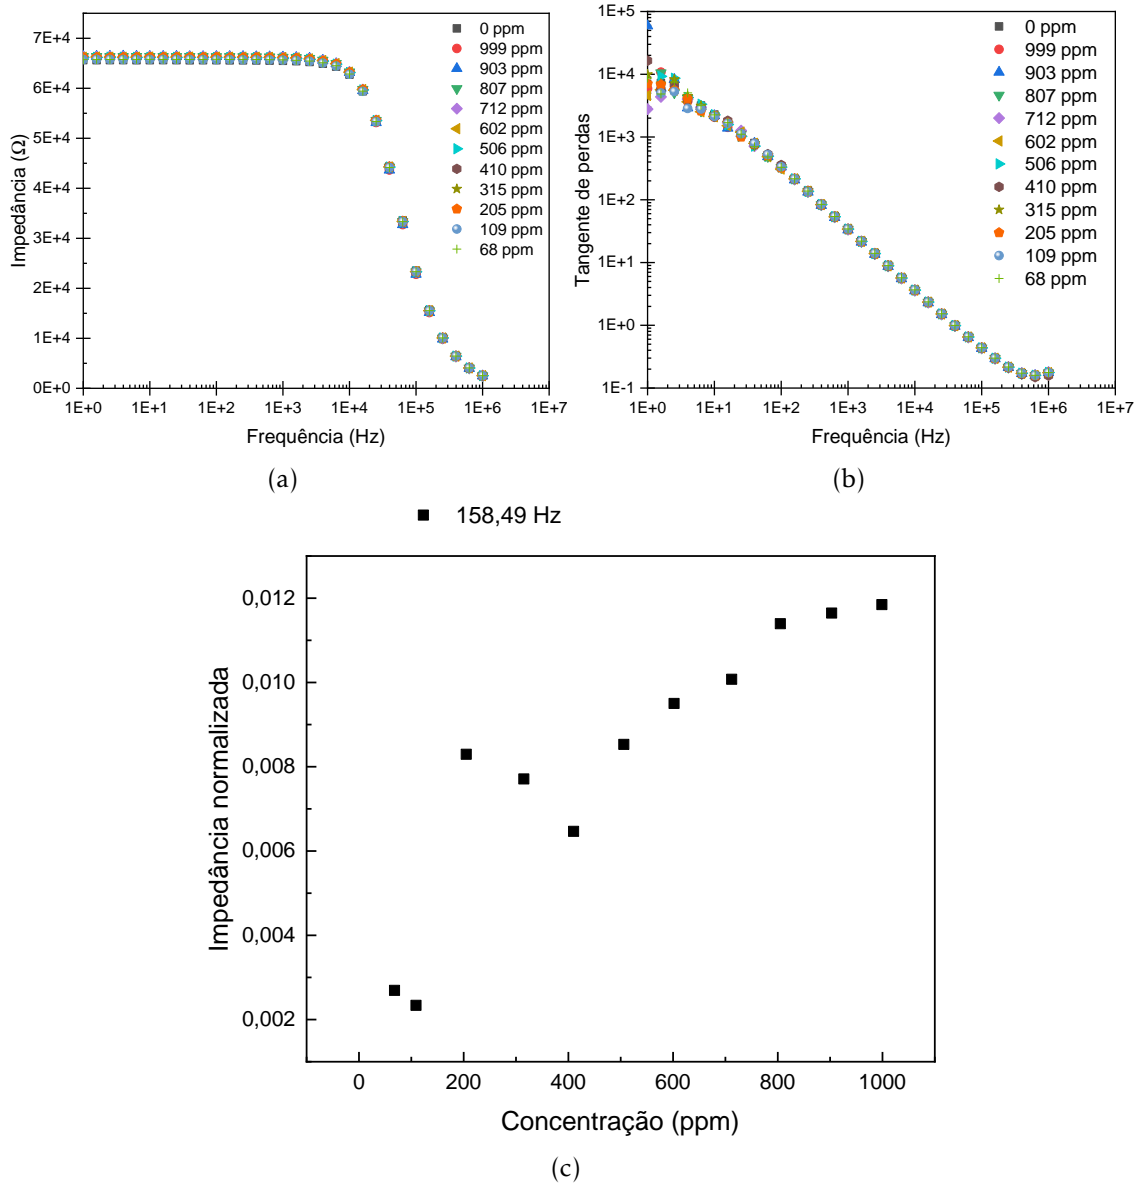 7E+4
6E+4
5E+4
4E+4
3E+4
2E+4
1E+4
0E+0
Impedância (Ω)
1E+0 1E+1 1E+2 1E+3 1E+4 1E+5 1E+6 1E+7
Frequência (Hz)
0 ppm
999 ppm
903 ppm
807 ppm
712 ppm
602 ppm
506 ppm
410 ppm
315 ppm
205 ppm
109 ppm
68 ppm
(a)
1E+5
1E+4
1E+3
1E+2
1E+1
1E+0
1E-1
Tangente de perdas
1E+0 1E+1 1E+2 1E+3 1E+4 1E+5 1E+6 1E+7
Frequência (Hz)
0 ppm
999 ppm
903 ppm
807 ppm
712 ppm
602 ppm
506 ppm
410 ppm
315 ppm
205 ppm
109 ppm
68 ppm
(b)
158,49 Hz
0,012
0,010
0,008
0,006
0,004
0,002
Impedância normalizada
0 200 400 600 800 1000
Concentração (ppm)
(c)